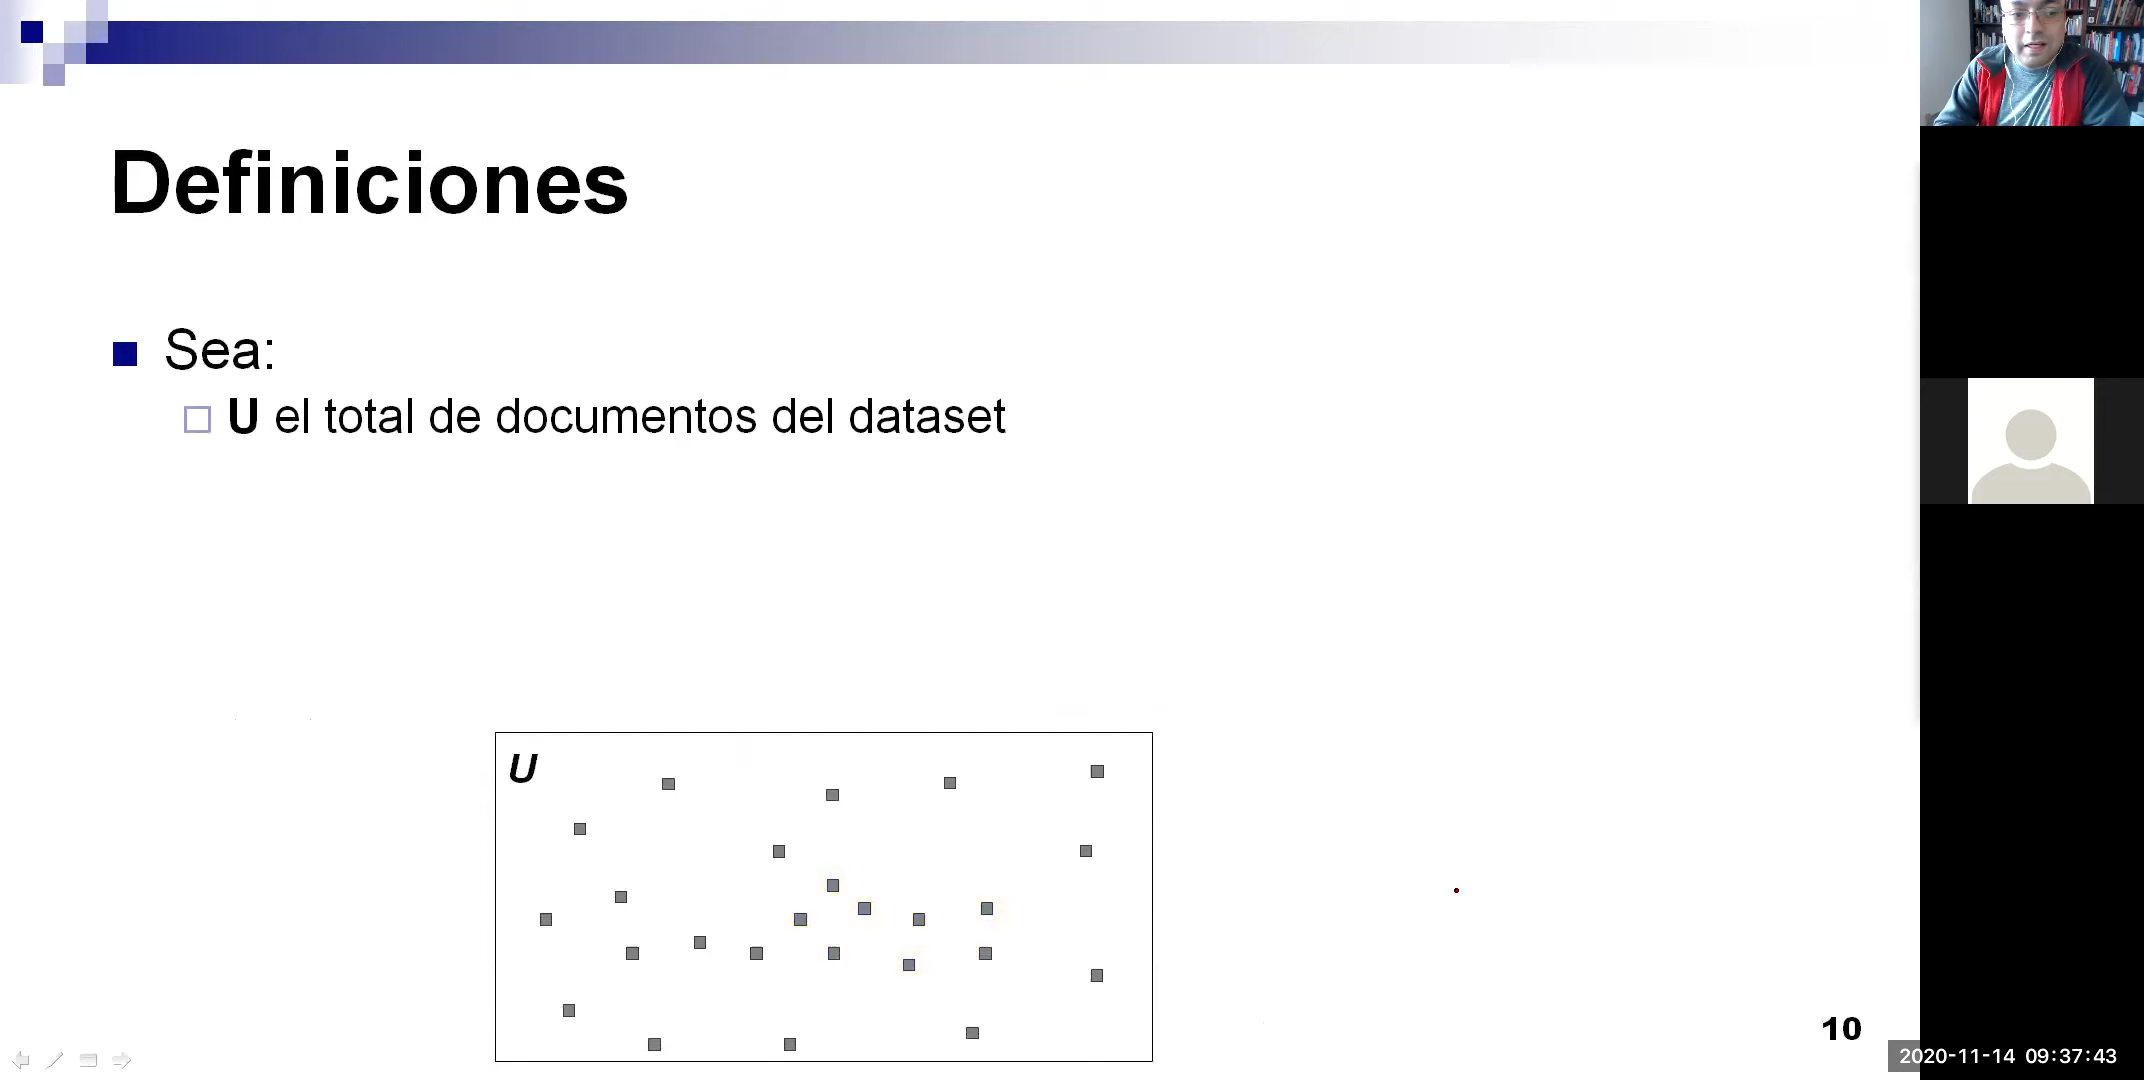 Definiciones
Sea:
U el total de documentos del dataset
U
10
2020-11-14 09:37:43